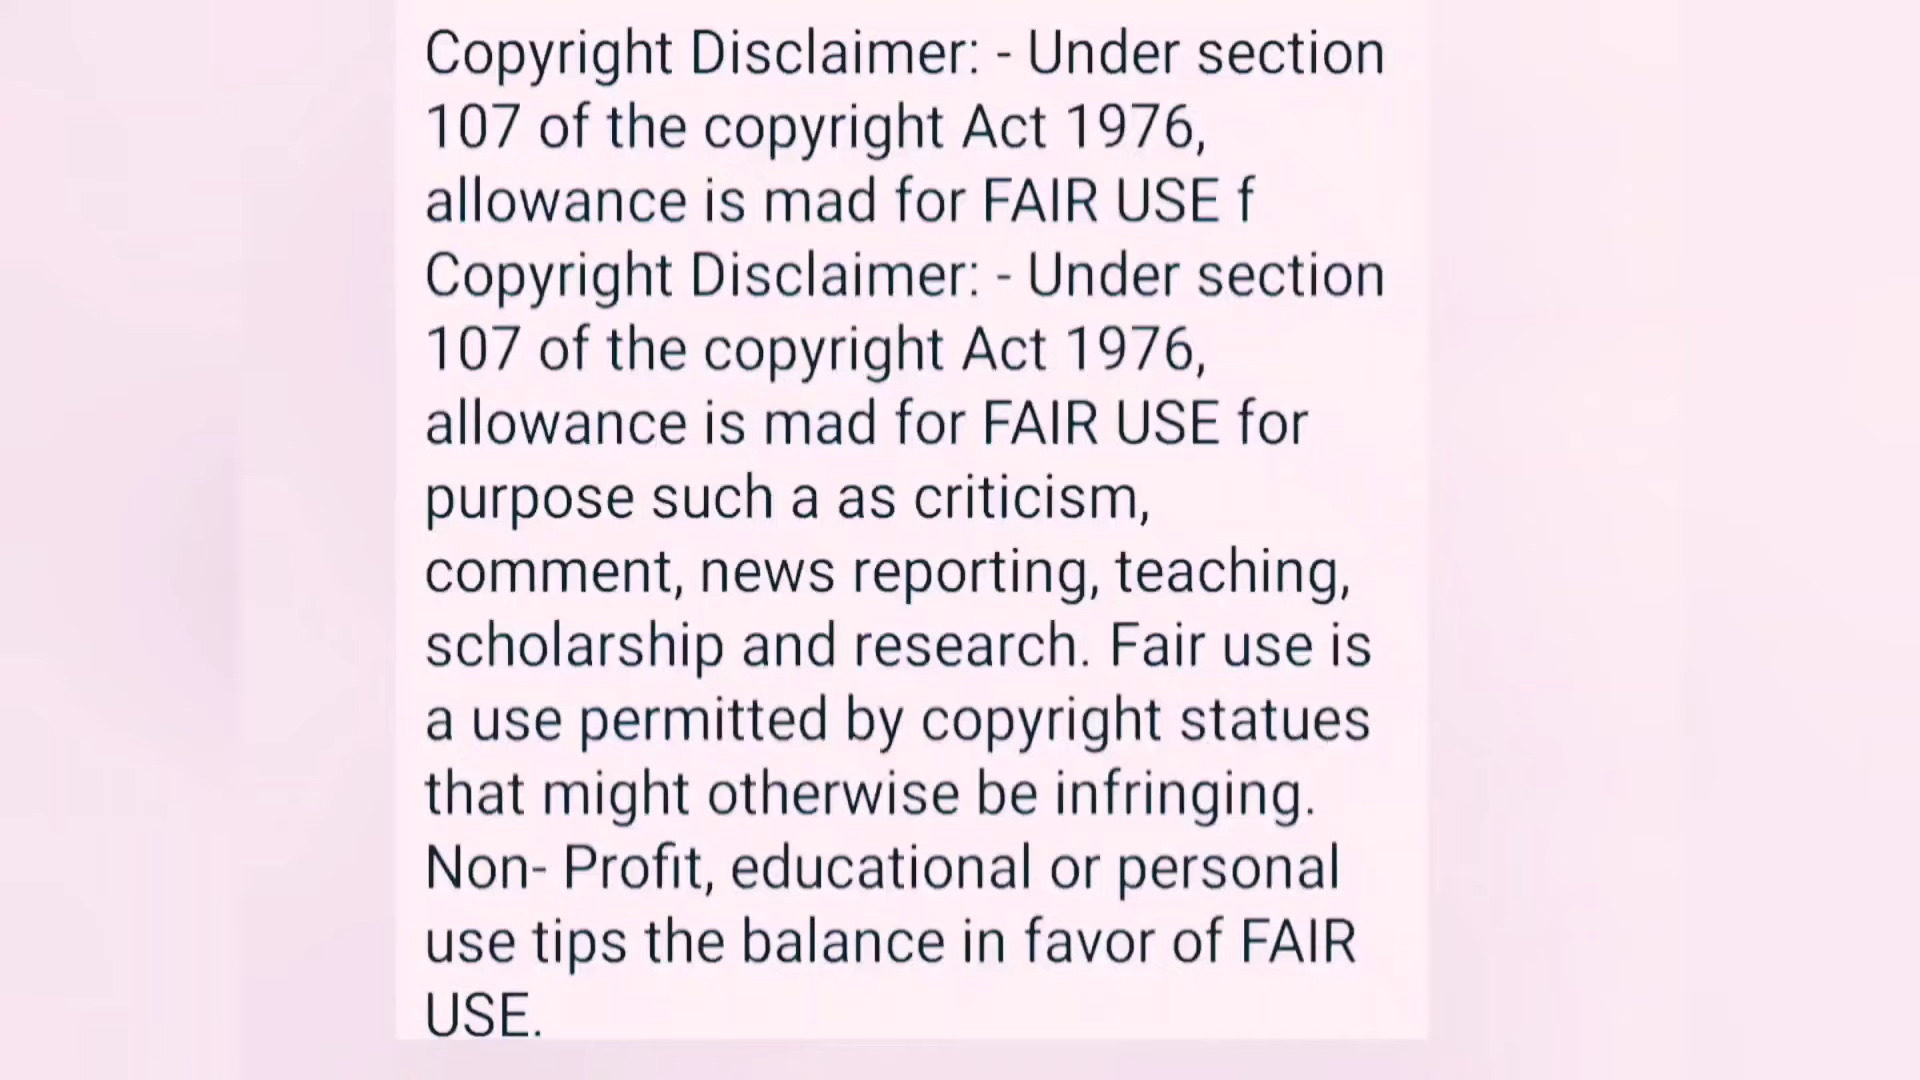 Copyright Disclaimer: - Under section
107 of the copyright Act 1976,
allowance is mad for FAIR USE f
Copyright Disclaimer: - Under section
107 of the copyright Act 1976,
allowance is mad for FAIR USE for
purpose such a as criticism,
comment, news reporting, teaching,
scholarship and research. Fair use is
a use permitted by copyright statues
that might otherwise be infringing.
Non- Profit, educational or personal
use tips the balance in favor of FAIR
USE.